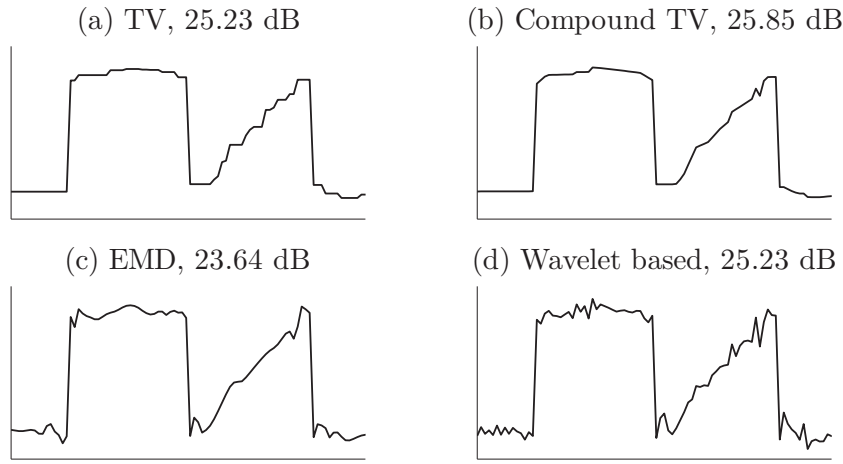 (a) TV, 25.23 dB
(b) Compound TV, 25.85 dB
(c) EMD, 23.64 dB
(d) Wavelet based, 25.23 dB